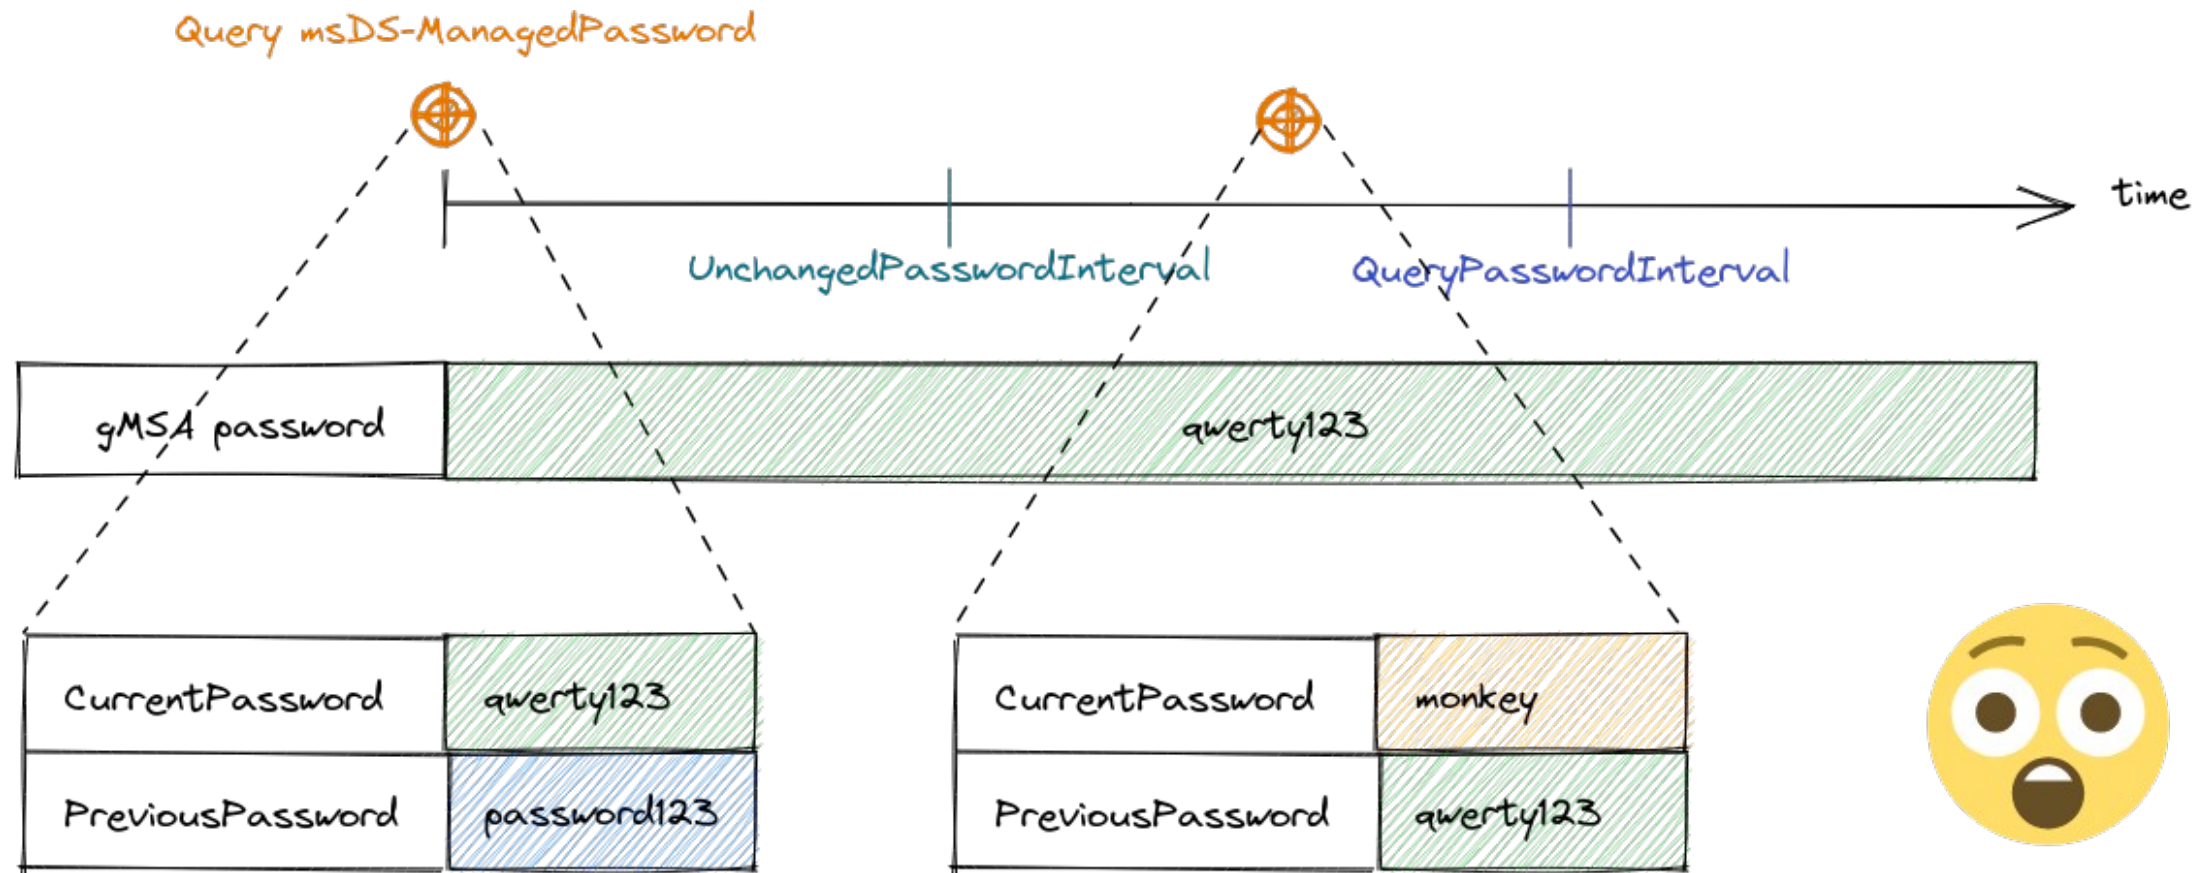 Query msDS-ManagedPassword
time
UnchangedPasswordInterval
QueryPasswordInterval
gMSA password
qwerty123
CurrentPassword
qwerty123
PreviousPassword
password123
CurrentPassword
monkey
PreviousPassword
qwerty123